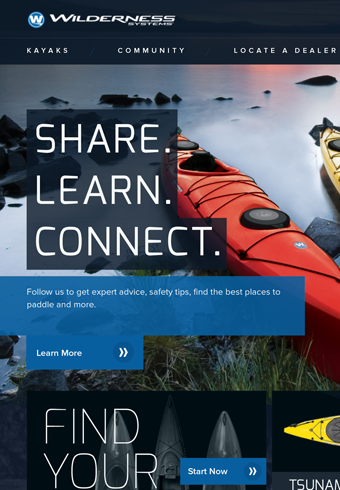 WILDERNESS
SYSTEMS
KAYAKS / COMMUNITY / LOCATE A DEALER
SHARE.
LEARN.
CONNECT.
Follow us to get expert advice, safety tips, find the best places to
paddle and more.
Learn More
FIND
YOUR
Start Now